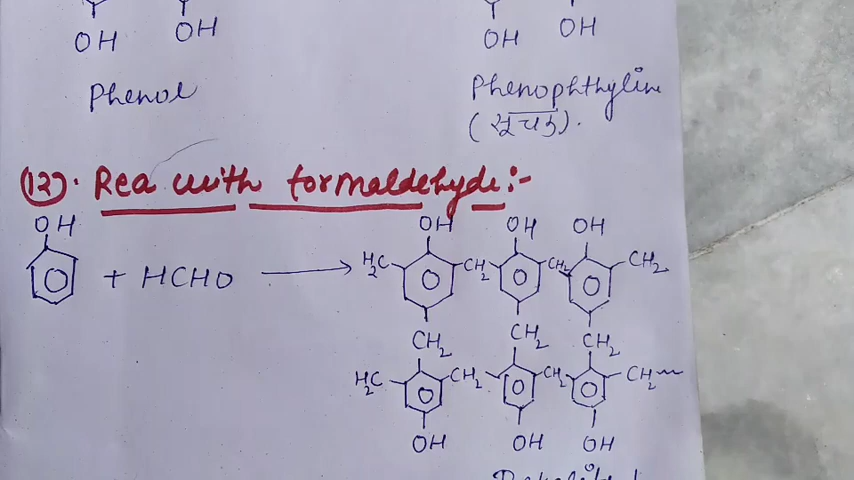 OH OH OH OH
Phenol Phenophthyline
(सूचक).
(12). Rea with formaldehyde:-
OH OH OH OH
H₂C CH₂ CH₂ CH₂
+ HCHO
CH₂ CH₂ CH₂
H₂C CH₂ CH₂ CH₂
OH OH OH